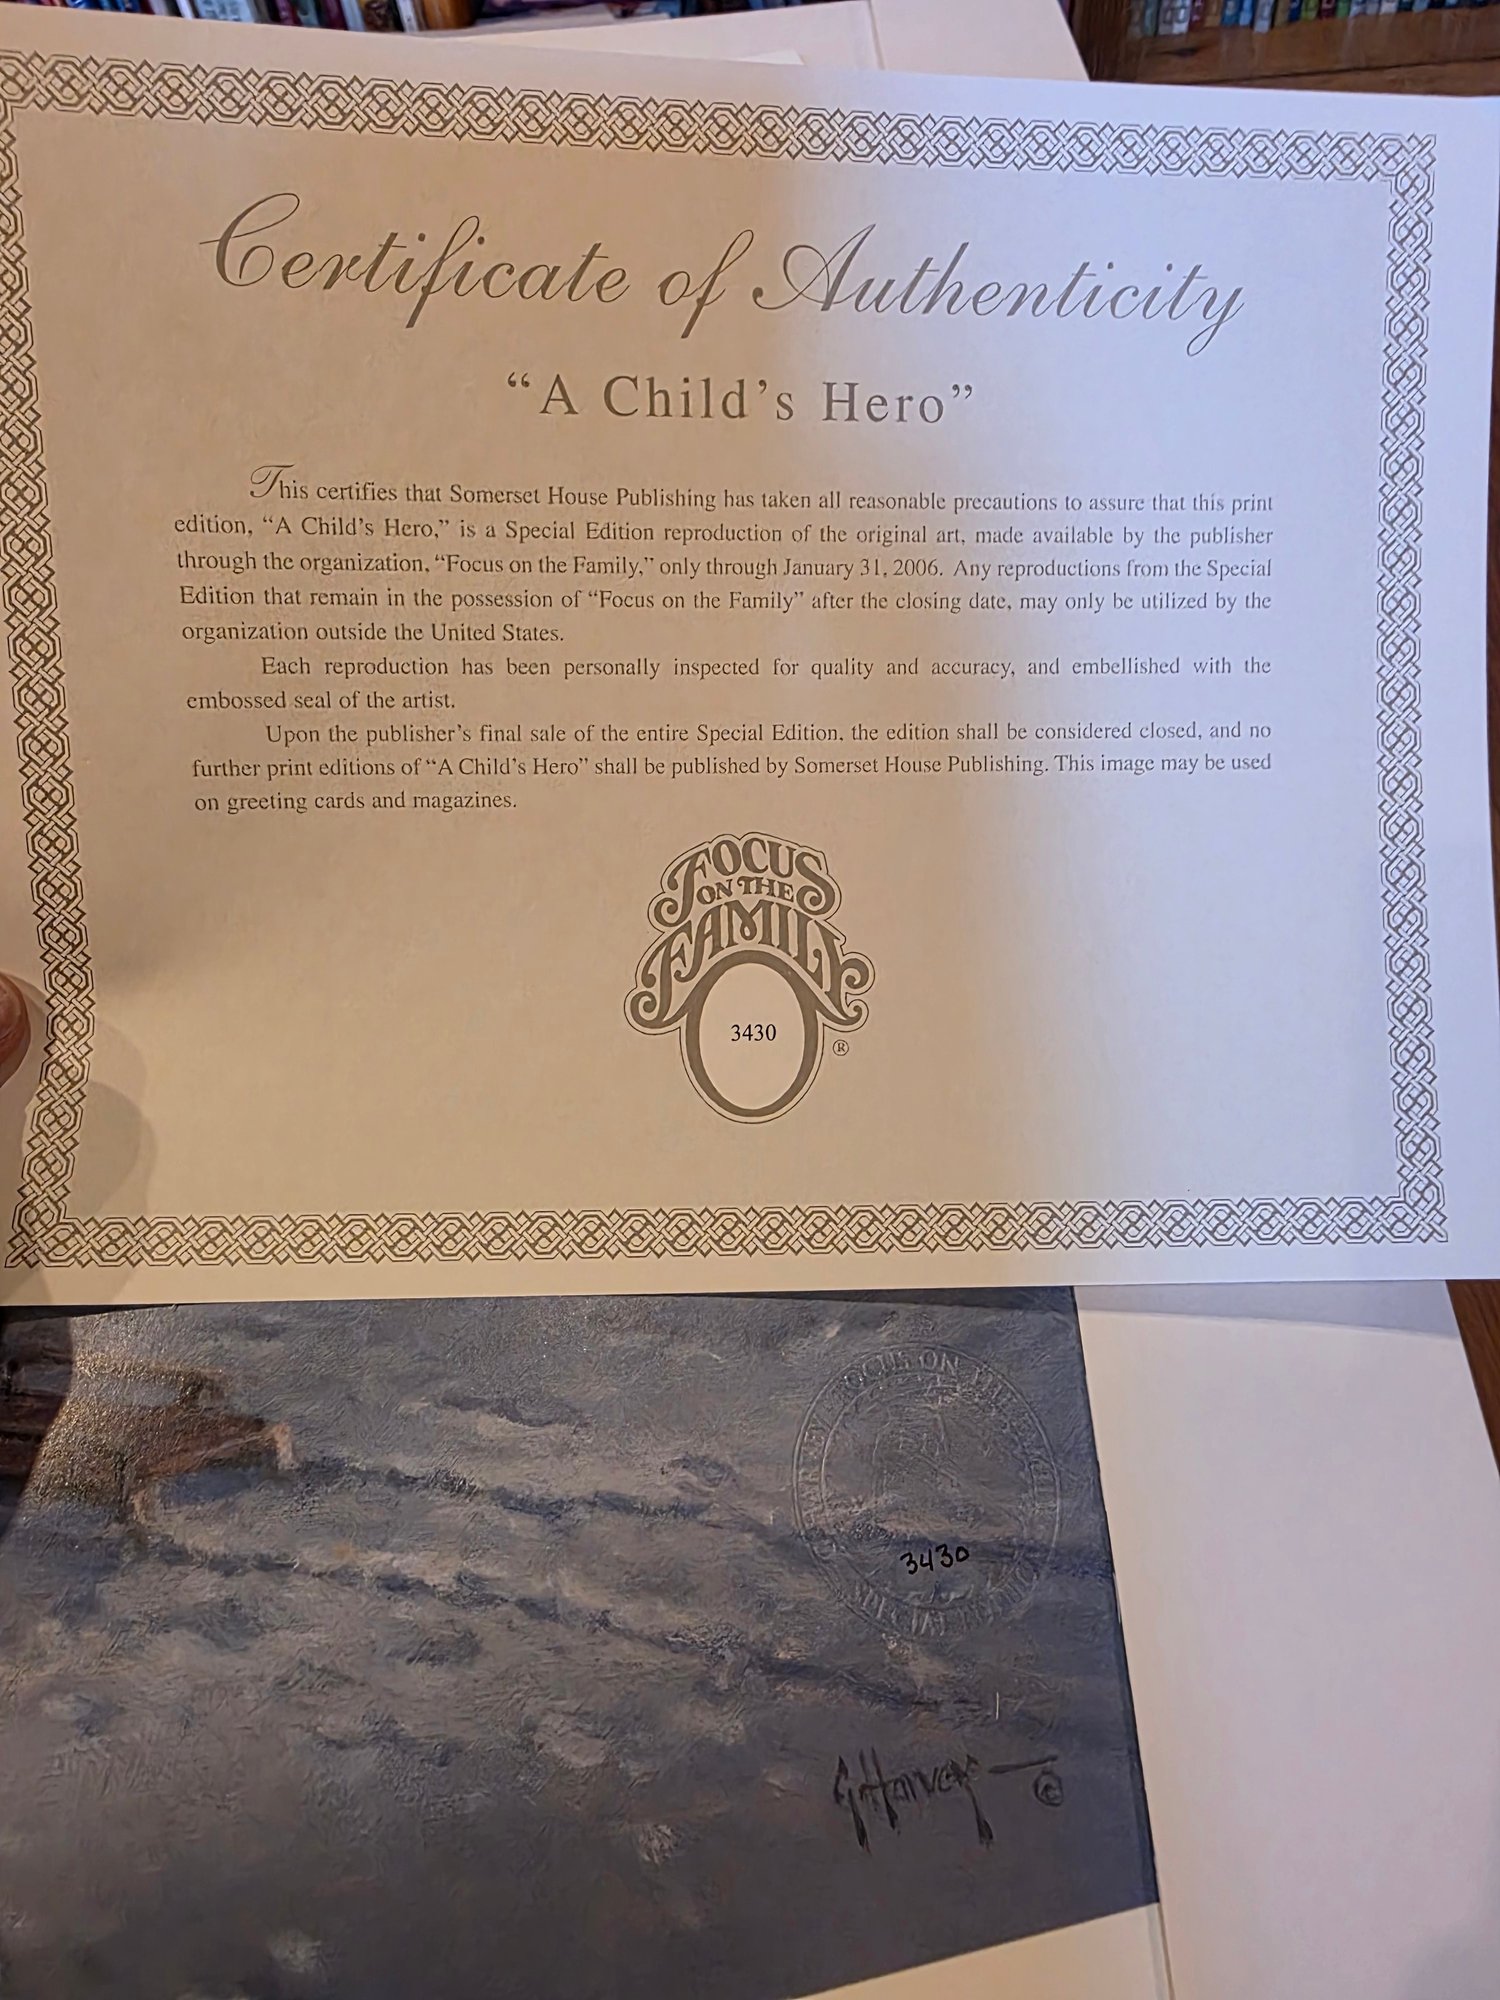 Certificate of Authenticity
“A Child’s Hero”
This certifies that Somerset House Publishing has taken all reasonable precautions to assure that this print
edition, “A Child’s Hero,” is a Special Edition reproduction of the original art, made available by the publisher
through the organization, “Focus on the Family,” only through January 31, 2006. Any reproductions from the Special
Edition that remain in the possession of “Focus on the Family” after the closing date, may only be utilized by the
organization outside the United States.
Each reproduction has been personally inspected for quality and accuracy, and embellished with the
embossed seal of the artist.
Upon the publisher’s final sale of the entire Special Edition, the edition shall be considered closed, and no
further print editions of “A Child’s Hero” shall be published by Somerset House Publishing. This image may be used
on greeting cards and magazines.
FOCUS
ON THE
FAMILY
3430
®
FOCUS ON
SPECIAL EDITION
3430
G Harvey ©